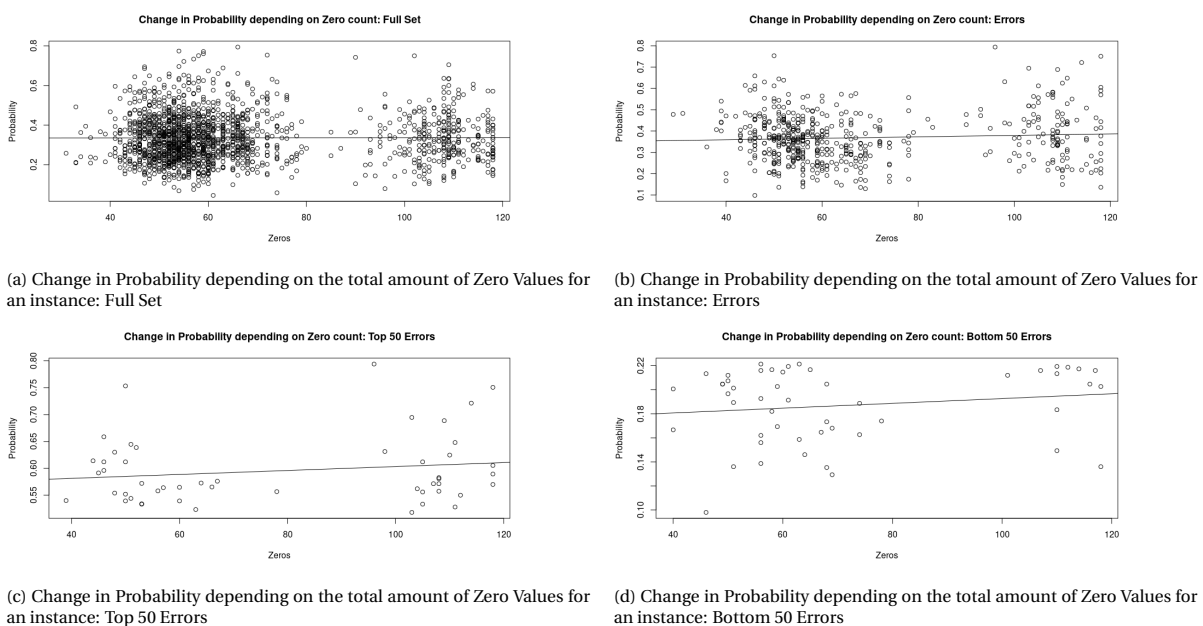 Change in Probability depending on Zero count: Full Set
Probability
0.2
0.4
0.6
0.8
40
60
80
100
120
Zeros
(a) Change in Probability depending on the total amount of Zero Values for
an instance: Full Set
Change in Probability depending on Zero count: Errors
Probability
0.1
0.2
0.3
0.4
0.5
0.6
0.7
0.8
40
60
80
100
120
Zeros
(b) Change in Probability depending on the total amount of Zero Values for
an instance: Errors
Change in Probability depending on Zero count: Top 50 Errors
Probability
0.55
0.60
0.65
0.70
0.75
0.80
40
60
80
100
120
Zeros
(c) Change in Probability depending on the total amount of Zero Values for
an instance: Top 50 Errors
Change in Probability depending on Zero count: Bottom 50 Errors
Probability
0.10
0.14
0.18
0.22
40
60
80
100
120
Zeros
(d) Change in Probability depending on the total amount of Zero Values for
an instance: Bottom 50 Errors